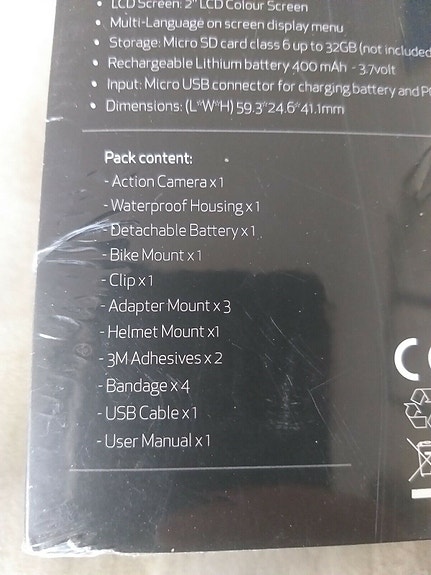 • LCD Screen: 2" LCD Colour Screen
• Multi-Language on screen display menu
• Storage: Micro SD card class 6 up to 32GB (not included
• Rechargeable Lithium battery 400 mAh - 3.7volt
• Input: Micro USB connector for charging battery and P
• Dimensions: (L*W*H) 59.3*24.6*41.1mm
Pack content:
- Action Camera x 1
- Waterproof Housing x 1
- Detachable Battery x 1
- Bike Mount x 1
- Clip x 1
- Adapter Mount x 3
- Helmet Mount x1
- 3M Adhesives x 2
- Bandage x 4
- USB Cable x 1
- User Manual x 1